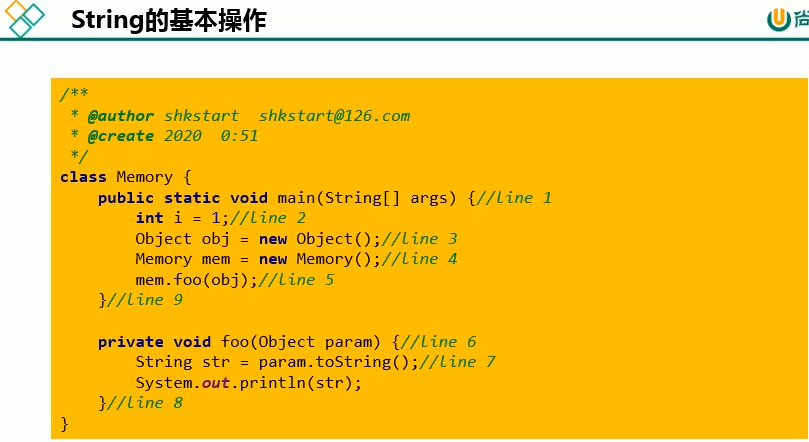 String的基本操作
/**
 * @author shkstart  shkstart@126.com
 * @create 2020  0:51
 */
class Memory {
    public static void main(String[] args) {//line 1
        int i = 1;//line 2
        Object obj = new Object();//line 3
        Memory mem = new Memory();//line 4
        mem.foo(obj);//line 5
    }//line 9
    private void foo(Object param) {//line 6
        String str = param.toString();//line 7
        System.out.println(str);
    }//line 8
}